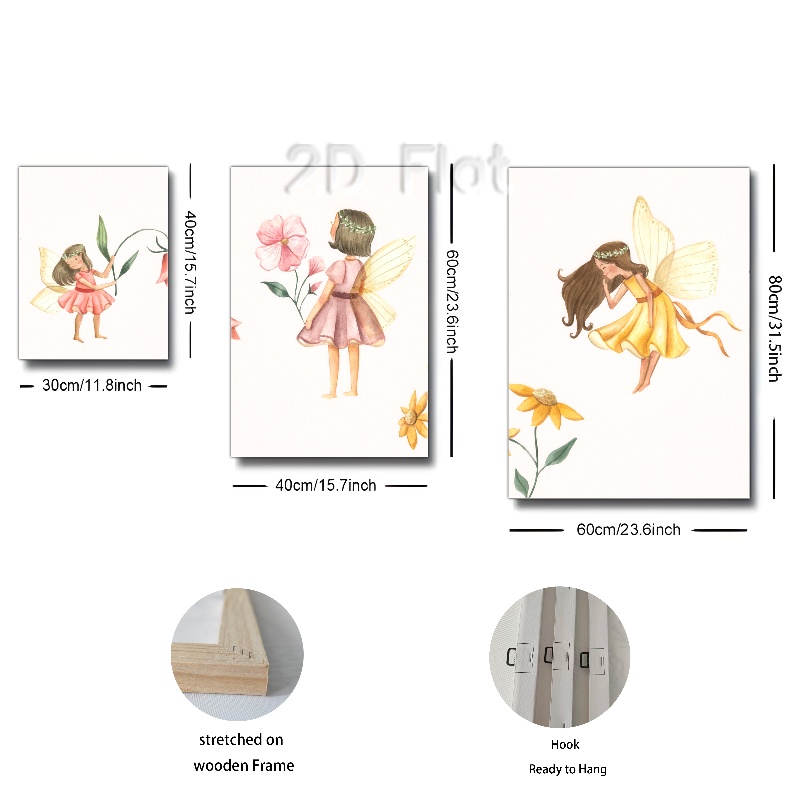 2D Flat
40cm/15.7inch
60cm/23.6inch
80cm/31.5inch
30cm/11.8inch
40cm/15.7inch
60cm/23.6inch
stretched on
wooden Frame
Hook
Ready to Hang